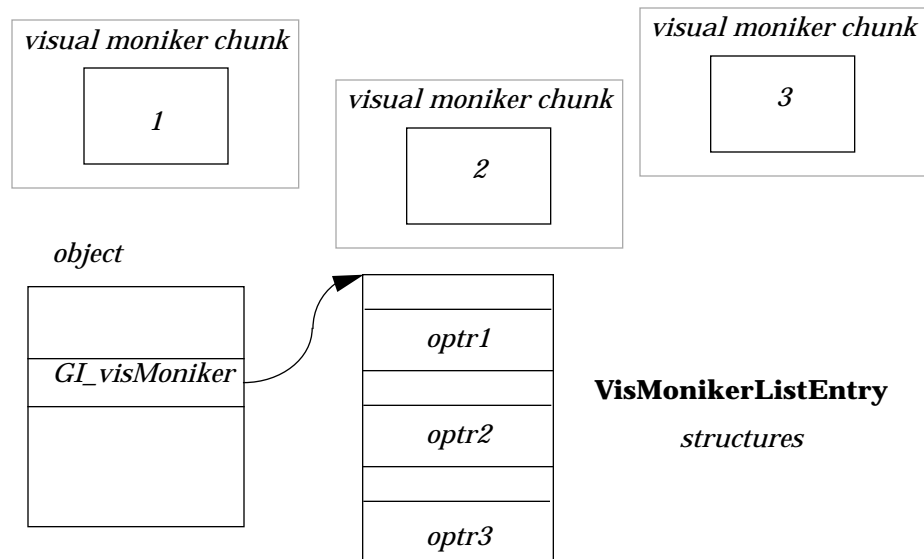 visual moniker chunk
1
visual moniker chunk
2
visual moniker chunk
3
object
GI_visMoniker
optr1
optr2
optr3
VisMonikerListEntry
structures